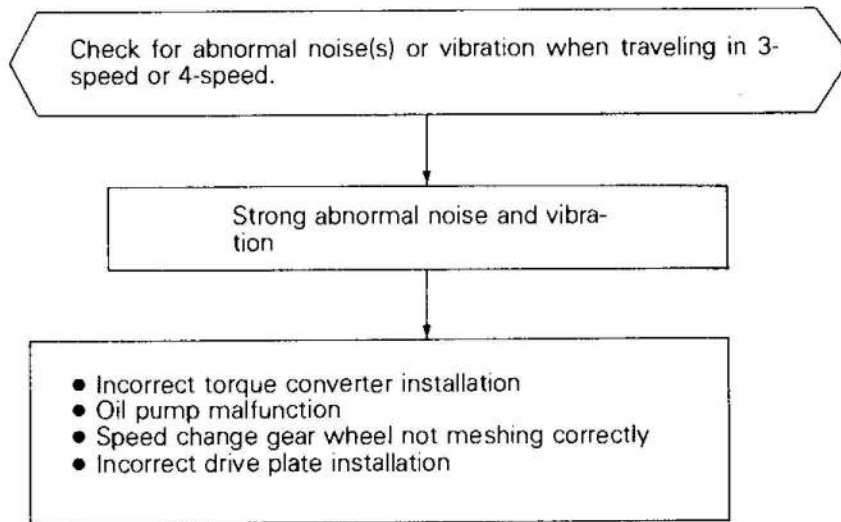 Check for abnormal noise(s) or vibration when traveling in 3-
speed or 4-speed.
Strong abnormal noise and vibra-
tion
● Incorrect torque converter installation
● Oil pump malfunction
● Speed change gear wheel not meshing correctly
● Incorrect drive plate installation